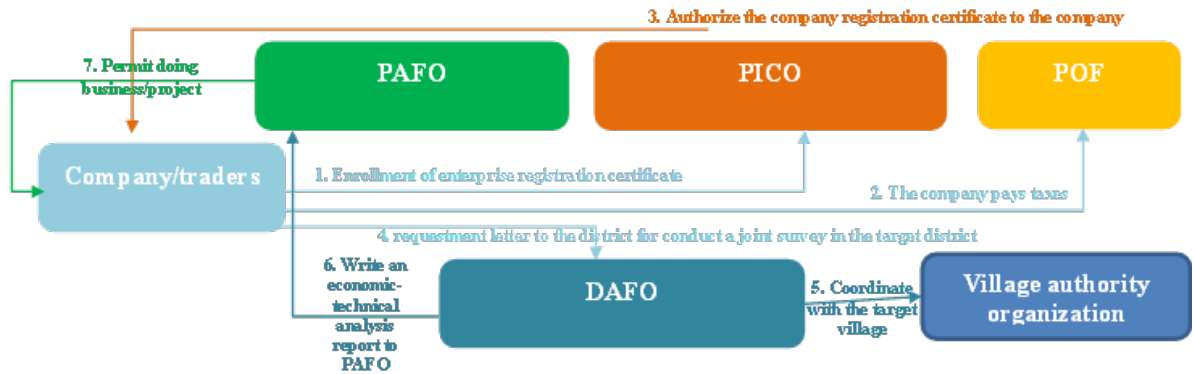 3. Authorize the company registration certificate to the company
PAFO
PICO
POF
7. Permit doing
business/project
Company/traders
1. Enrollment of enterprise registration certificate
2. The company pays taxes
4. requestment letter to the district for conduct a joint survey in the target district
6. Write an
economic-
technical
analysis
report to
PAFO
DAFO
5. Coordinate
with the target
village
Village authority
organization